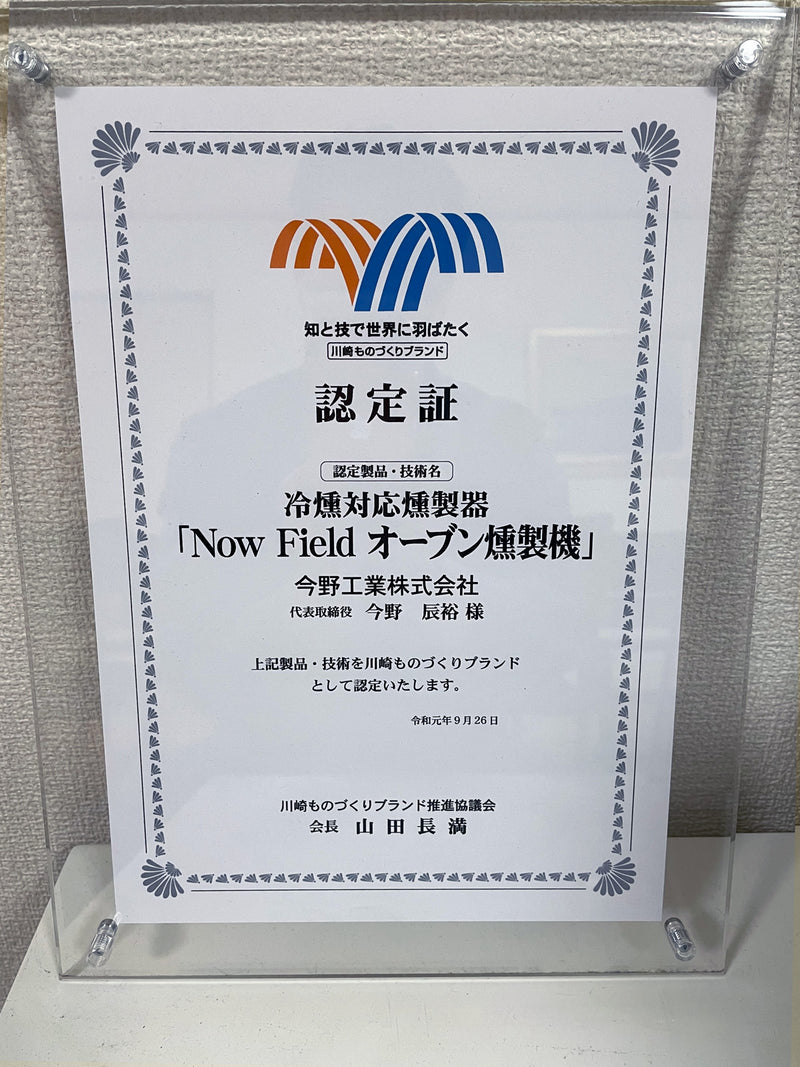 知と技で世界に羽ばたく
川崎ものづくりブランド
認定証
認定製品・技術名
冷燻対応燻製器
「Now Field オーブン燻製機」
今野工業株式会社
代表取締役 今野 辰裕 様
上記製品・技術を川崎ものづくりブランド
として認定いたします。
令和元年9月26日
川崎ものづくりブランド推進協議会
会長 山田長満